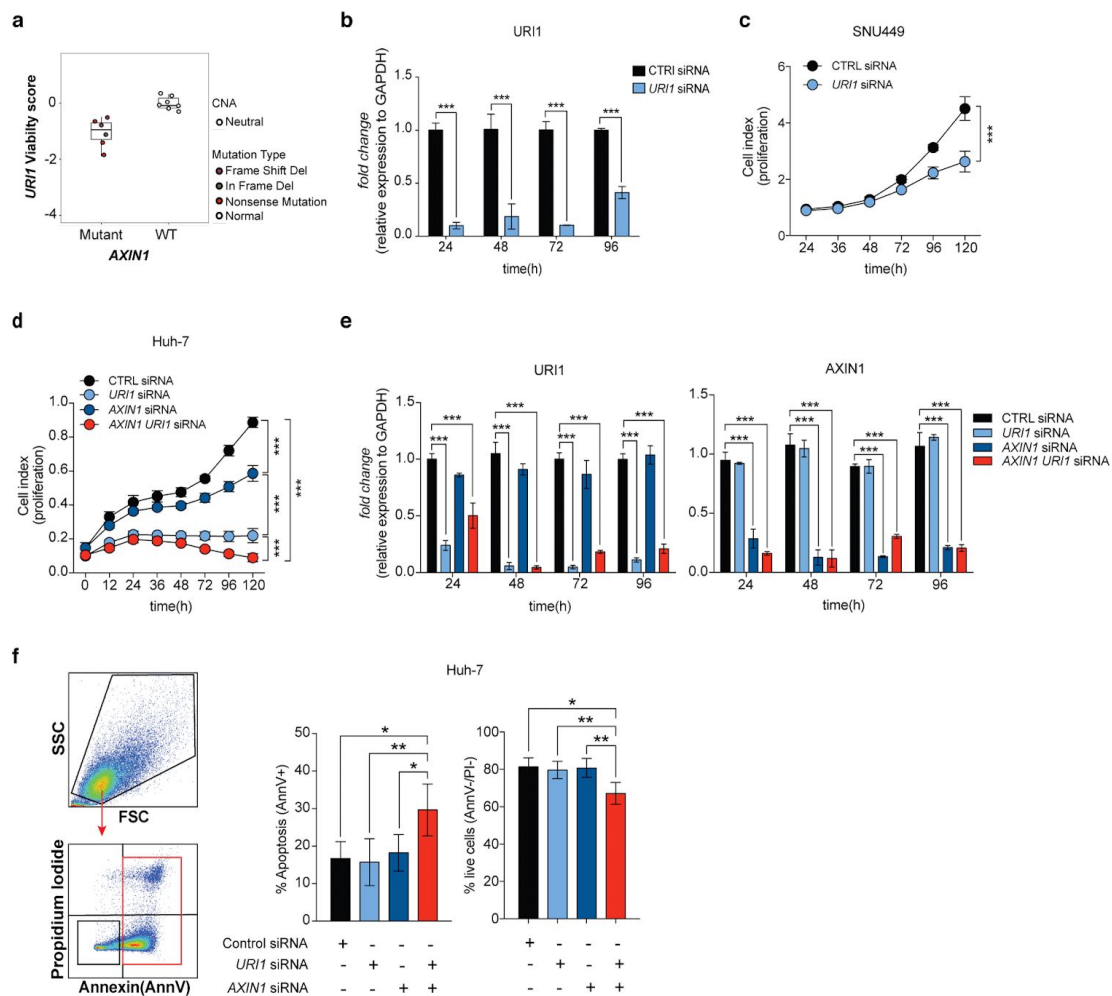 a
URI1 Viabilty score
0
-2
-4
Mutant
WT
AXIN1
CNA
Neutral
Mutation Type
Frame Shift Del
In Frame Del
Nonsense Mutation
Normal
b
URI1
CTRl siRNA
URI1 siRNA
fold change
(relative expression to GAPDH)
1.5
1.0
0.5
0.0
*** *** *** ***
24 48 72 96
time(h)
c
SNU449
CTRL siRNA
URI1 siRNA
Cell index
(proliferation)
6
4
2
0
***
24 36 48 72 96 120
time(h)
d
Huh-7
CTRL siRNA
URI1 siRNA
AXIN1 siRNA
AXIN1 URI1 siRNA
Cell index
(proliferation)
1.0
0.8
0.6
0.4
0.2
0.0
***
***
***
***
0 12 24 36 48 72 96 120
time(h)
e
URI1
fold change
(relative expression to GAPDH)
1.5
1.0
0.5
0.0
*** *** *** ***
*** *** *** ***
24 48 72 96
time(h)
AXIN1
1.5
1.0
0.5
0.0
*** *** *** ***
*** *** *** ***
24 48 72 96
time(h)
CTRL siRNA
URI1 siRNA
AXIN1 siRNA
AXIN1 URI1 siRNA
f
Huh-7
SSC
FSC
Propidium Iodide
Annexin(AnnV)
% Apoptosis (AnnV+)
50
40
30
20
10
0
*
**
*
% live cells (AnnV-/PI-)
100
80
60
40
20
0
*
**
**
Control siRNA + - - - + - - -
URI1 siRNA - + - + - + - +
AXIN1 siRNA - - + + - - + +